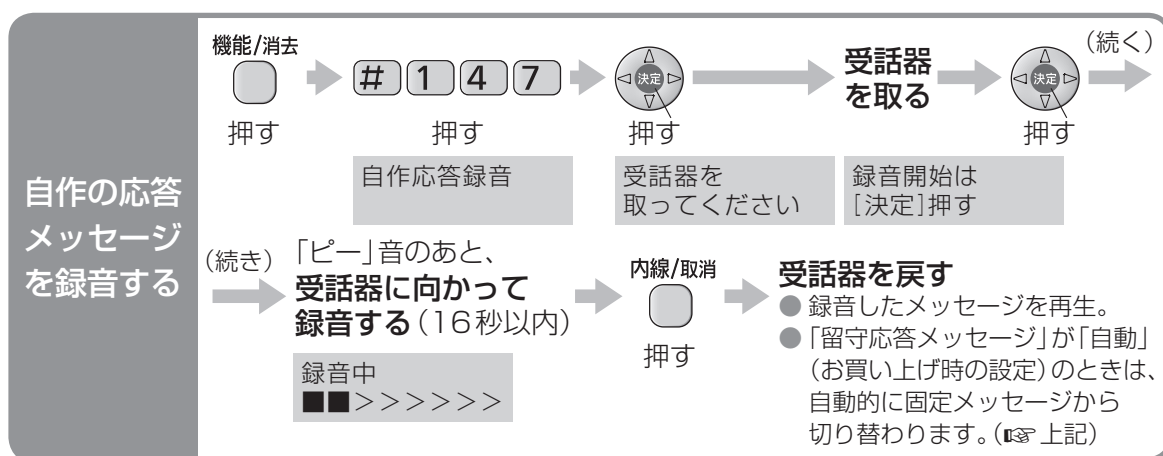 自作の応答
メッセージ
を録音する
機能/消去
押す
#147
押す
自作応答録音
決定
押す
受話器を
取ってください
受話器
を取る
録音開始は
[決定]押す
決定
押す
(続く)
(続き)
「ピー」音のあと、
受話器に向かって
録音する(16秒以内)
録音中
■■>>>>>>
内線/取消
押す
受話器を戻す
●録音したメッセージを再生。
●「留守応答メッセージ」が「自動」
(お買い上げ時の設定)のときは、
自動的に固定メッセージから
切り替わります。(☞上記)